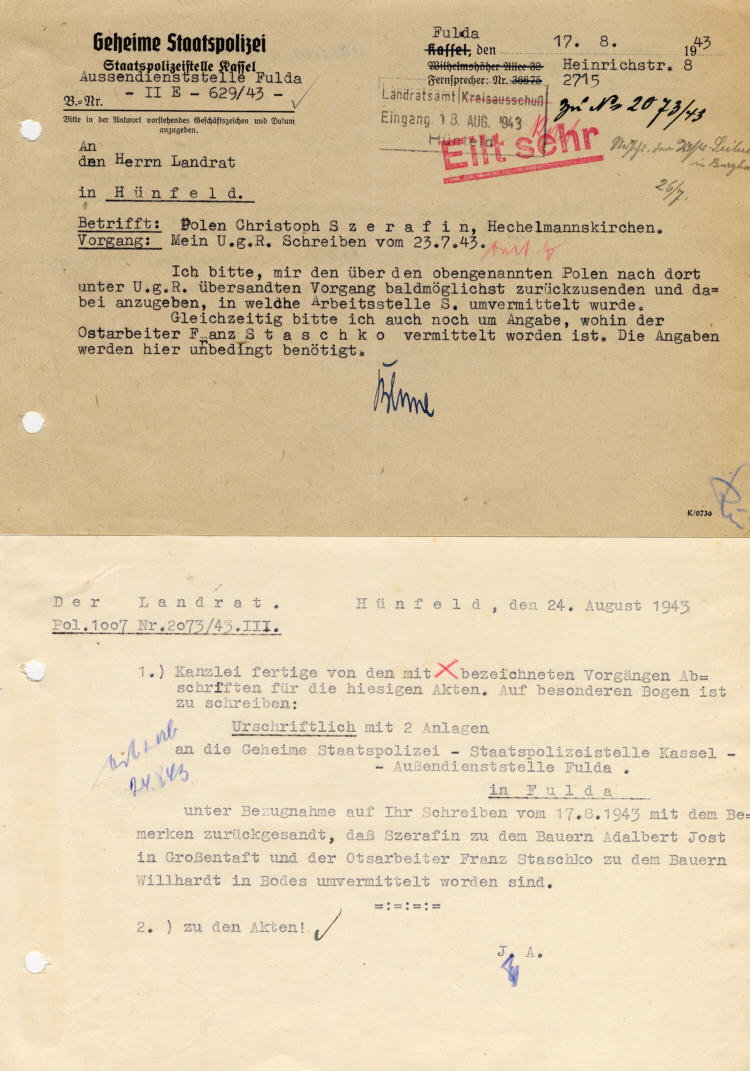 Geheime Staatspolizei
Staatspolizeistelle Kassel
Aussendienststelle Fulda
B.-Nr. - II E - 629/43 -
Bitte in der Antwort vorstehendes Geschäftszeichen und Datum
anzugeben.
Fulda
Kassel, den 17. 8. 1943
Wilhelmshöher Allee 32 Heinrichstr. 8
Fernsprecher: Nr. 36675 2715
Landratsamt Kreisausschuß
Eingang 18. AUG. 1943
Hünfeld
zu No 2073/43
Eilt sehr
26/7.
An
den Herrn Landrat
in Hünfeld.
Betrifft: Polen Christoph Szerafin, Hechelmannskirchen.
Vorgang: Mein U.g.R. Schreiben vom 23.7.43.
Ich bitte, mir den über den obengenannten Polen nach dort
unter U.g.R. übersandten Vorgang baldmöglichst zurückzusenden und da=
bei anzugeben, in welche Arbeitsstelle S. umvermittelt wurde.
Gleichzeitig bitte ich auch noch um Angabe, wohin der
Ostarbeiter Franz Staschko vermittelt worden ist. Die Angaben
werden hier unbedingt benötigt.
K/0736
Der Landrat. Hünfeld, den 24. August 1943
Pol.1007 Nr.2073/43.III.
1.) Kanzlei fertige von den mit X bezeichneten Vorgängen Ab=
schrfften für die hiesigen Akten. Auf besonderen Bogen ist
zu schreiben:
Urschriftlich mit 2 Anlagen
an die Geheime Staatspolizei - Staatspolizeistelle Kassel -
- Außendienststelle Fulda .
in Fulda
24.8.43
unter Bezugnahme auf Ihr Schreiben vom 17.8.1943 mit dem Be=
merken zurückgesandt, daß Szerafin zu dem Bauern Adalbert Jost
in Großentaft und der Otsarbeiter Franz Staschko zu dem Bauern
Willhardt in Bodes umvermittelt worden sind.
=:=:=:=
2. ) zu den Akten!
J. A.